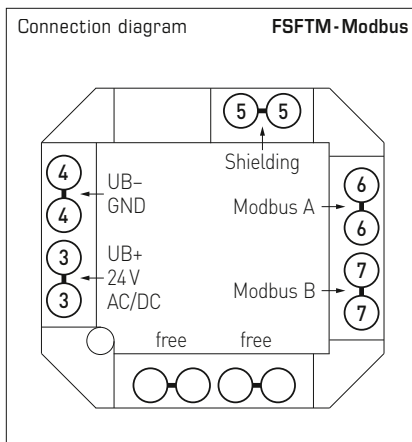 Connection diagram FSFTM-Modbus
5 5
Shielding
4
UB–
GND
4
6
Modbus A
6
3
UB+
24 V
AC/DC
3
7
Modbus B
7
free free